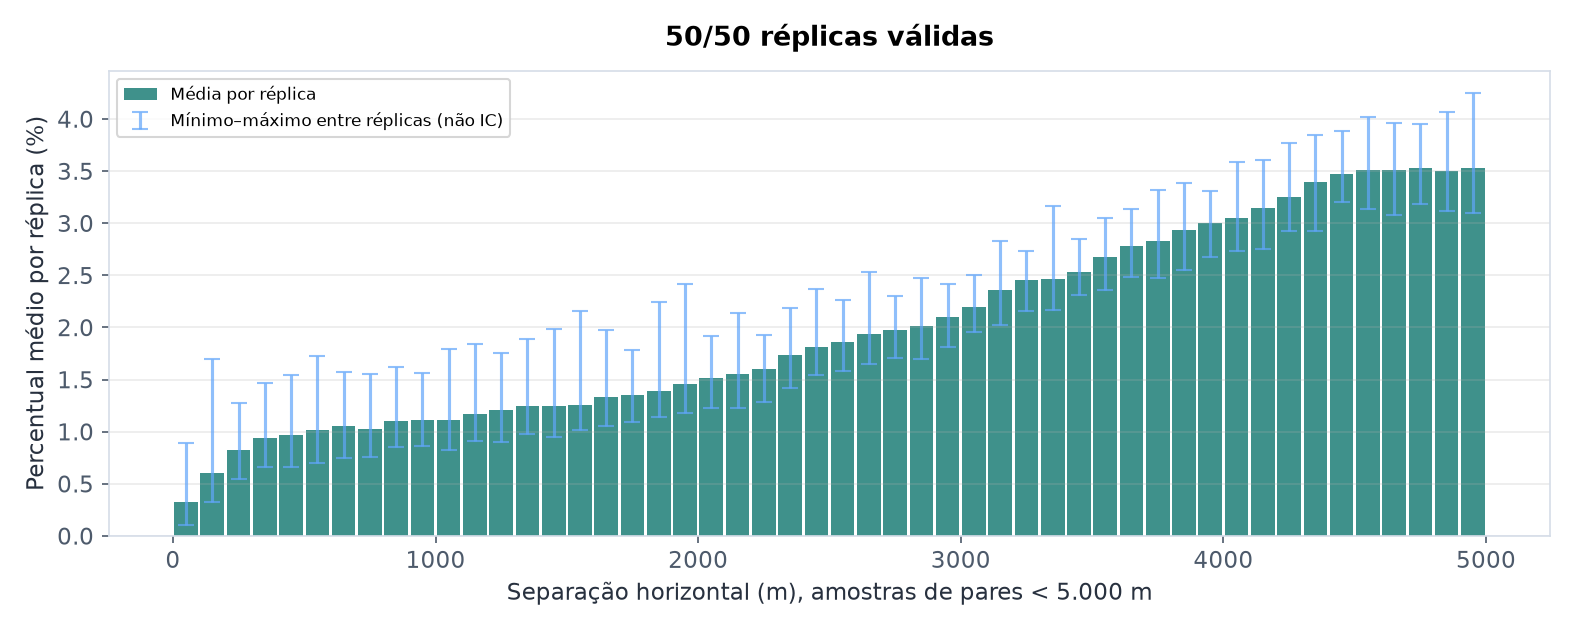 50/50 réplicas válidas
Média por réplica
Mínimo–máximo entre réplicas (não IC)
Percentual médio por réplica (%)
4.0
3.5
3.0
2.5
2.0
1.5
1.0
0.5
0.0
0 1000 2000 3000 4000 5000
Separação horizontal (m), amostras de pares < 5.000 m